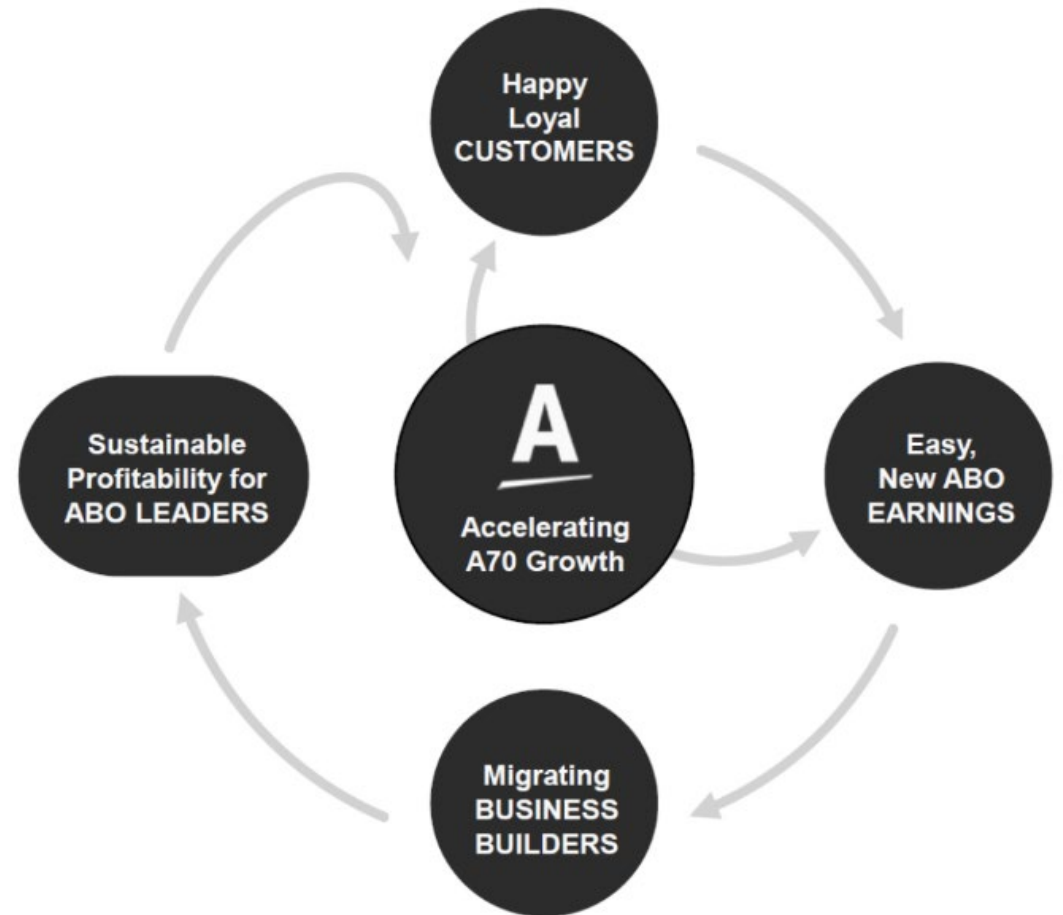 Happy
Loyal
CUSTOMERS
Easy,
New ABO
EARNINGS
Migrating
BUSINESS
BUILDERS
Sustainable
Profitability for
ABO LEADERS
A
Accelerating
A70 Growth